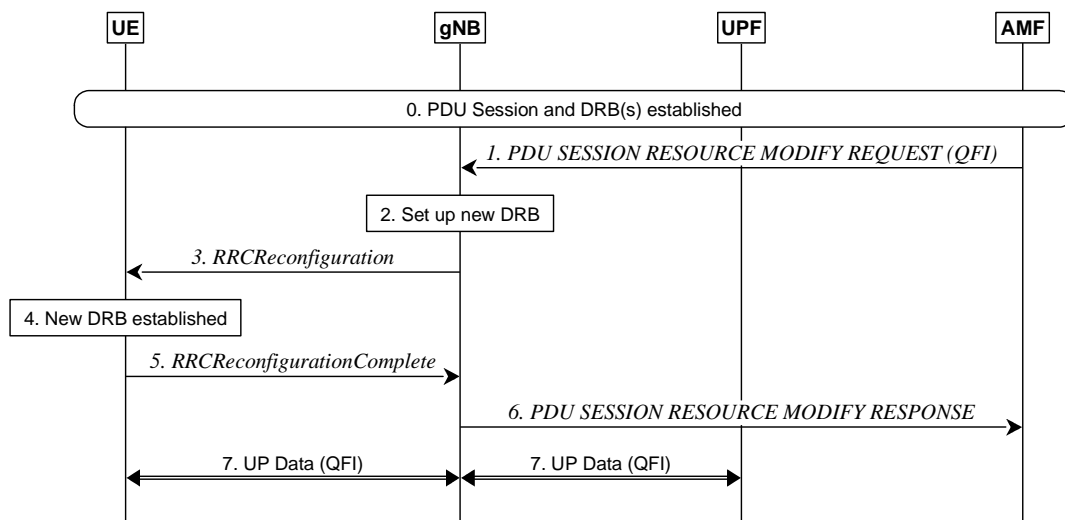 UE gNB UPF AMF
0. PDU Session and DRB(s) established
1. PDU SESSION RESOURCE MODIFY REQUEST (QFI)
2. Set up new DRB
3. RRCReconfiguration
4. New DRB established
5. RRCReconfigurationComplete
6. PDU SESSION RESOURCE MODIFY RESPONSE
7. UP Data (QFI) 7. UP Data (QFI)